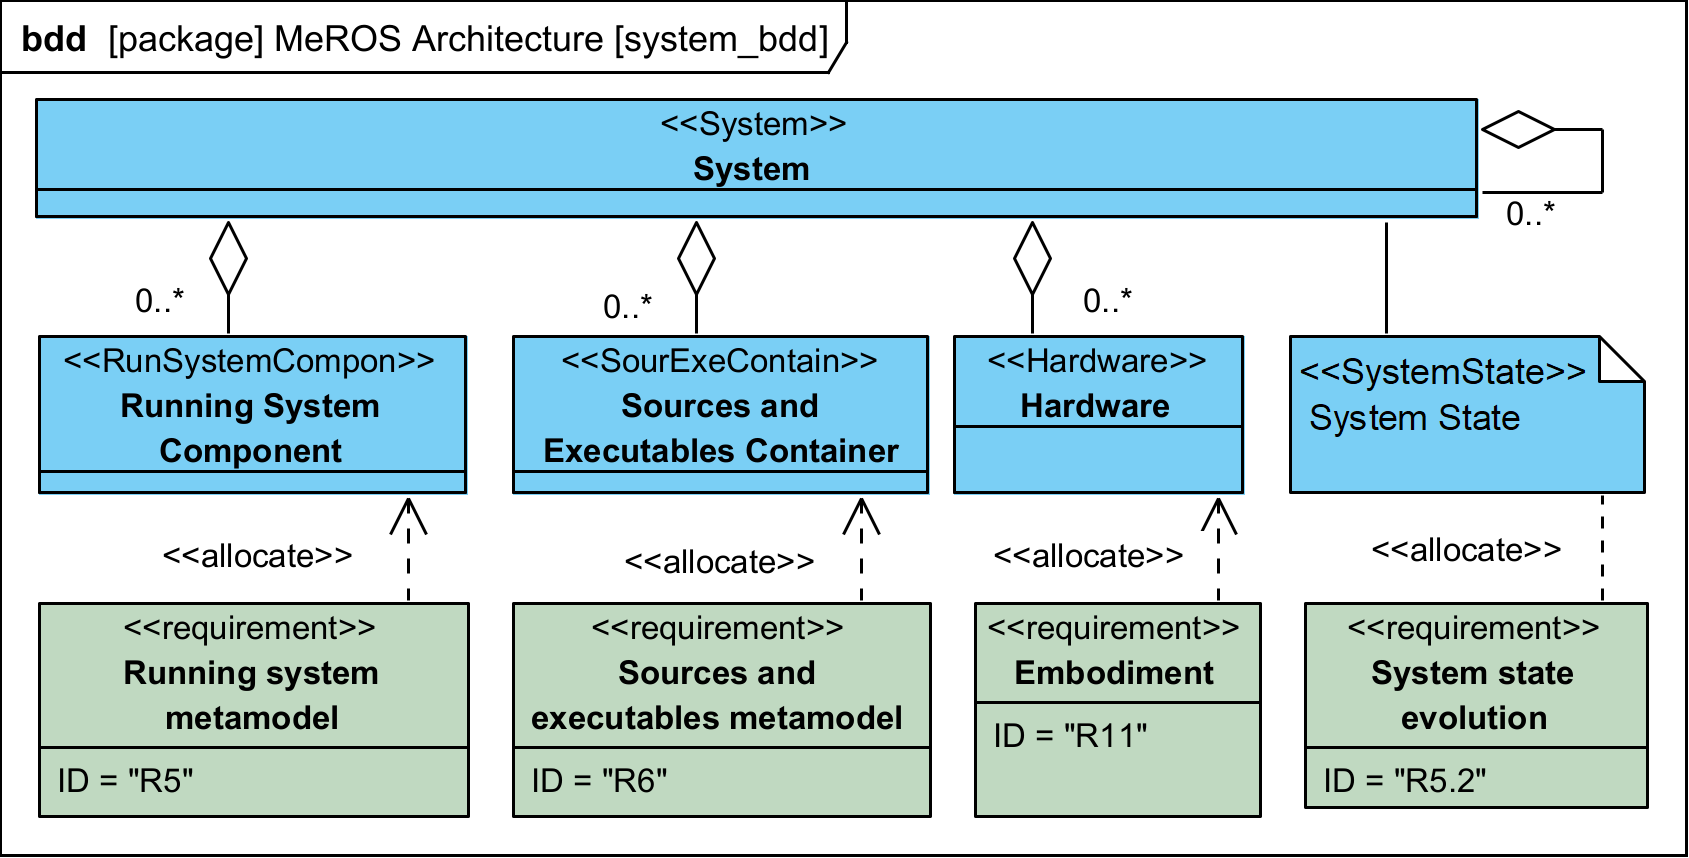 bdd [package] MeROS Architecture [system_bdd]
<<System>>
System
0..*
0..*
0..*
0..*
<<RunSystemCompon>>
Running System
Component
<<SourExeContain>>
Sources and
Executables Container
<<Hardware>>
Hardware
<<SystemState>>
System State
<<allocate>>
<<allocate>>
<<allocate>>
<<allocate>>
<<requirement>>
Running system
metamodel
ID = "R5"
<<requirement>>
Sources and
executables metamodel
ID = "R6"
<<requirement>>
Embodiment
ID = "R11"
<<requirement>>
System state
evolution
ID = "R5.2"